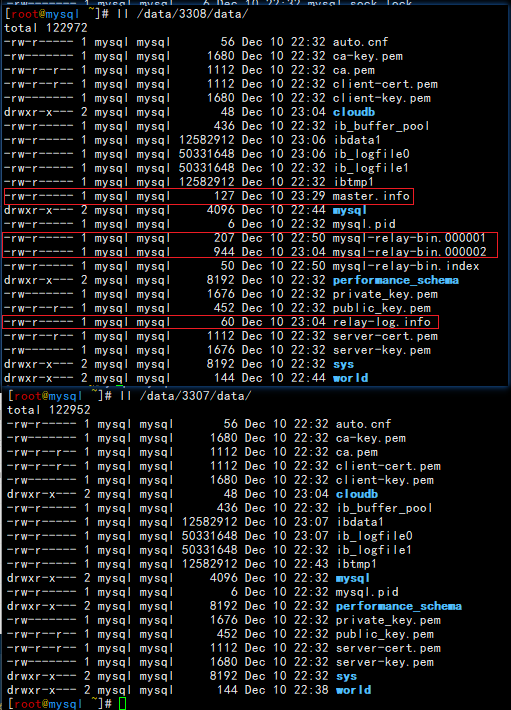 6 Dec 10 22:32 mysql.sock.lock
[root@mysql ~]# ll /data/3308/data/
total 122972
-rw-r----- 1 mysql mysql       56 Dec 10 22:32 auto.cnf
-rw------- 1 mysql mysql     1680 Dec 10 22:32 ca-key.pem
-rw-r--r-- 1 mysql mysql     1112 Dec 10 22:32 ca.pem
-rw-r--r-- 1 mysql mysql     1112 Dec 10 22:32 client-cert.pem
-rw------- 1 mysql mysql     1680 Dec 10 22:32 client-key.pem
drwxr-x--- 2 mysql mysql       48 Dec 10 23:04 cloudb
-rw-r----- 1 mysql mysql      436 Dec 10 22:32 ib_buffer_pool
-rw-r----- 1 mysql mysql 12582912 Dec 10 23:06 ibdata1
-rw-r----- 1 mysql mysql 50331648 Dec 10 23:06 ib_logfile0
-rw-r----- 1 mysql mysql 50331648 Dec 10 22:32 ib_logfile1
-rw-r----- 1 mysql mysql 12582912 Dec 10 22:32 ibtmp1
-rw-r----- 1 mysql mysql      127 Dec 10 23:29 master.info
drwxr-x--- 2 mysql mysql     4096 Dec 10 22:44 mysql
-rw-r----- 1 mysql mysql        6 Dec 10 22:32 mysql.pid
-rw-r----- 1 mysql mysql      207 Dec 10 22:50 mysql-relay-bin.000001
-rw-r----- 1 mysql mysql      944 Dec 10 23:04 mysql-relay-bin.000002
-rw-r----- 1 mysql mysql       50 Dec 10 22:50 mysql-relay-bin.index
drwxr-x--- 2 mysql mysql     8192 Dec 10 22:32 performance_schema
-rw------- 1 mysql mysql     1676 Dec 10 22:32 private_key.pem
-rw-r--r-- 1 mysql mysql      452 Dec 10 22:32 public_key.pem
-rw-r----- 1 mysql mysql       60 Dec 10 23:04 relay-log.info
-rw-r--r-- 1 mysql mysql     1112 Dec 10 22:32 server-cert.pem
-rw------- 1 mysql mysql     1676 Dec 10 22:32 server-key.pem
drwxr-x--- 2 mysql mysql     8192 Dec 10 22:32 sys
drwxr-x--- 2 mysql mysql      144 Dec 10 22:44 world
[root@mysql ~]# ll /data/3307/data/
total 122952
-rw-r----- 1 mysql mysql       56 Dec 10 22:32 auto.cnf
-rw------- 1 mysql mysql     1680 Dec 10 22:32 ca-key.pem
-rw-r--r-- 1 mysql mysql     1112 Dec 10 22:32 ca.pem
-rw-r--r-- 1 mysql mysql     1112 Dec 10 22:32 client-cert.pem
-rw------- 1 mysql mysql     1680 Dec 10 22:32 client-key.pem
drwxr-x--- 2 mysql mysql       48 Dec 10 23:04 cloudb
-rw-r----- 1 mysql mysql      436 Dec 10 22:32 ib_buffer_pool
-rw-r----- 1 mysql mysql 12582912 Dec 10 23:07 ibdata1
-rw-r----- 1 mysql mysql 50331648 Dec 10 23:07 ib_logfile0
-rw-r----- 1 mysql mysql 50331648 Dec 10 22:32 ib_logfile1
-rw-r----- 1 mysql mysql 12582912 Dec 10 22:43 ibtmp1
drwxr-x--- 2 mysql mysql     4096 Dec 10 22:32 mysql
-rw-r----- 1 mysql mysql        6 Dec 10 22:32 mysql.pid
drwxr-x--- 2 mysql mysql     8192 Dec 10 22:32 performance_schema
-rw------- 1 mysql mysql     1676 Dec 10 22:32 private_key.pem
-rw-r--r-- 1 mysql mysql      452 Dec 10 22:32 public_key.pem
-rw-r--r-- 1 mysql mysql     1112 Dec 10 22:32 server-cert.pem
-rw------- 1 mysql mysql     1680 Dec 10 22:32 server-key.pem
drwxr-x--- 2 mysql mysql     8192 Dec 10 22:32 sys
drwxr-x--- 2 mysql mysql      144 Dec 10 22:38 world
[root@mysql ~]#